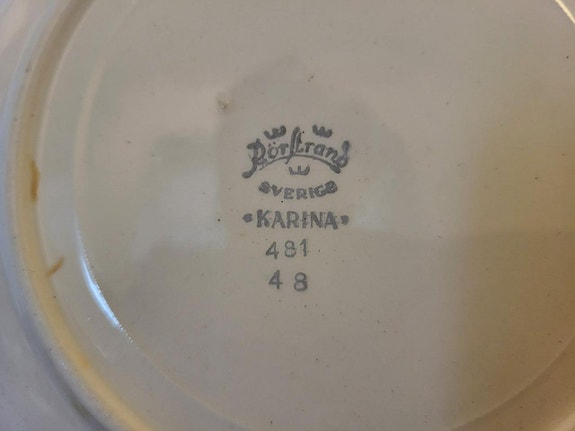 Rörstrand
SVERIGE
"KARINA"
481
48